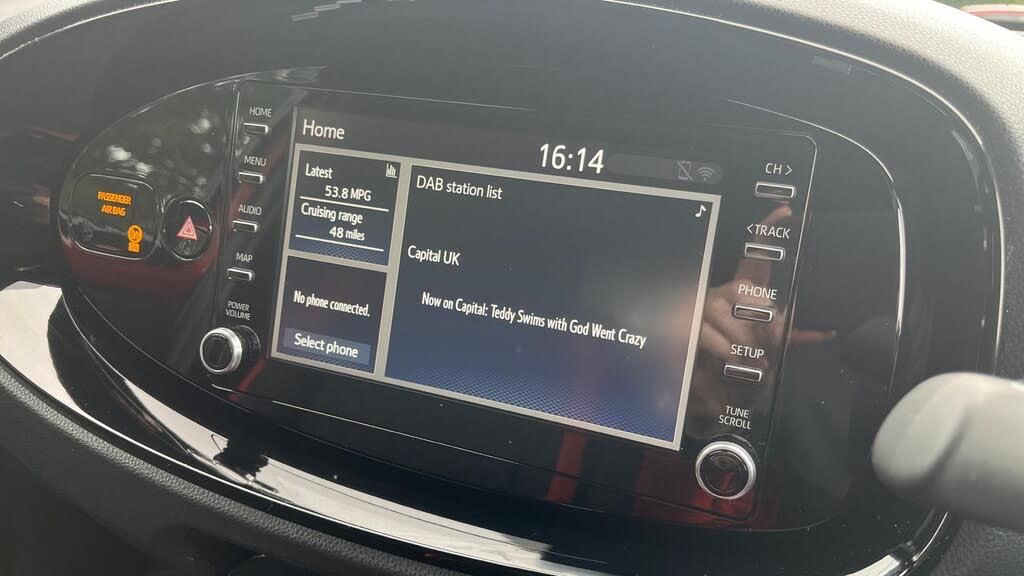 HOME
MENU
AUDIO
MAP
POWER
VOLUME
PASSENGER
AIRBAG
Home
16:14
Latest
53.8 MPG
Cruising range
48 miles
No phone connected.
Select phone
DAB station list
Capital UK
Now on Capital: Teddy Swims with God Went Crazy
CH >
< TRACK
PHONE
SETUP
TUNE
SCROLL